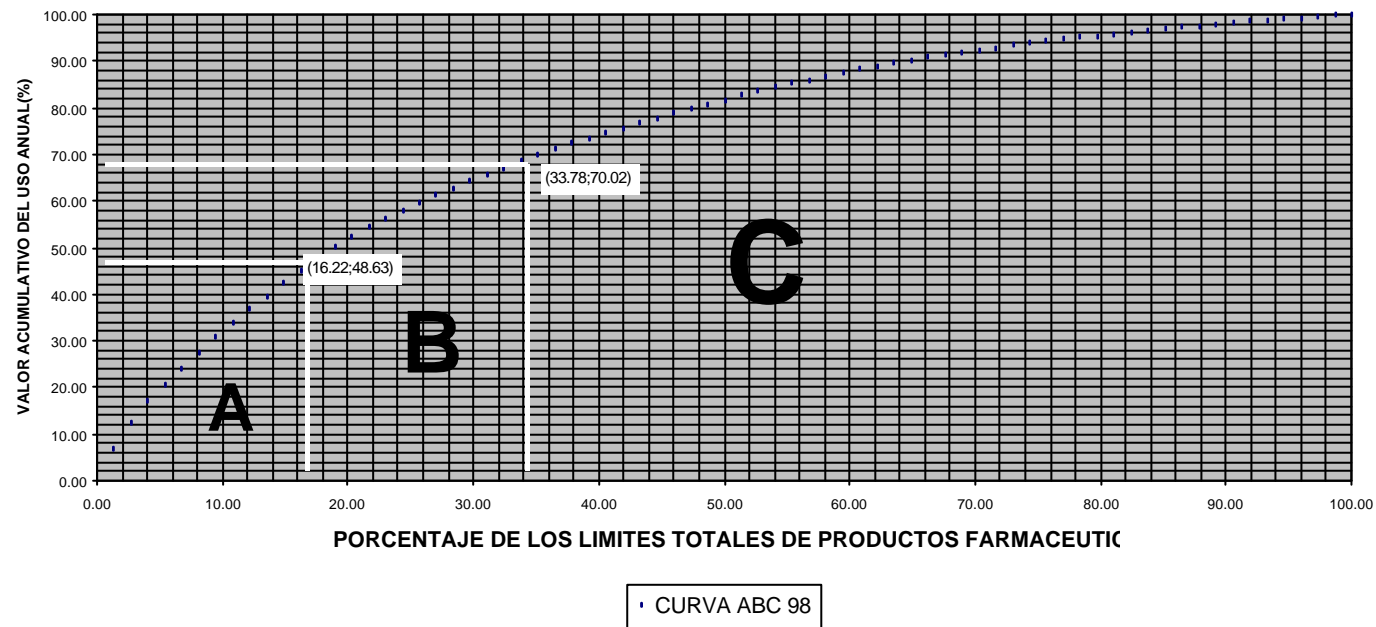 VALOR ACUMULATIVO DEL USO ANUAL(%)
100.00
90.00
80.00
70.00
60.00
50.00
40.00
30.00
20.00
10.00
0.00
(33.78;70.02)
(16.22;48.63)
A
B
C
0.00 10.00 20.00 30.00 40.00 50.00 60.00 70.00 80.00 90.00 100.00
PORCENTAJE DE LOS LIMITES TOTALES DE PRODUCTOS FARMACEUTIC
CURVA ABC 98